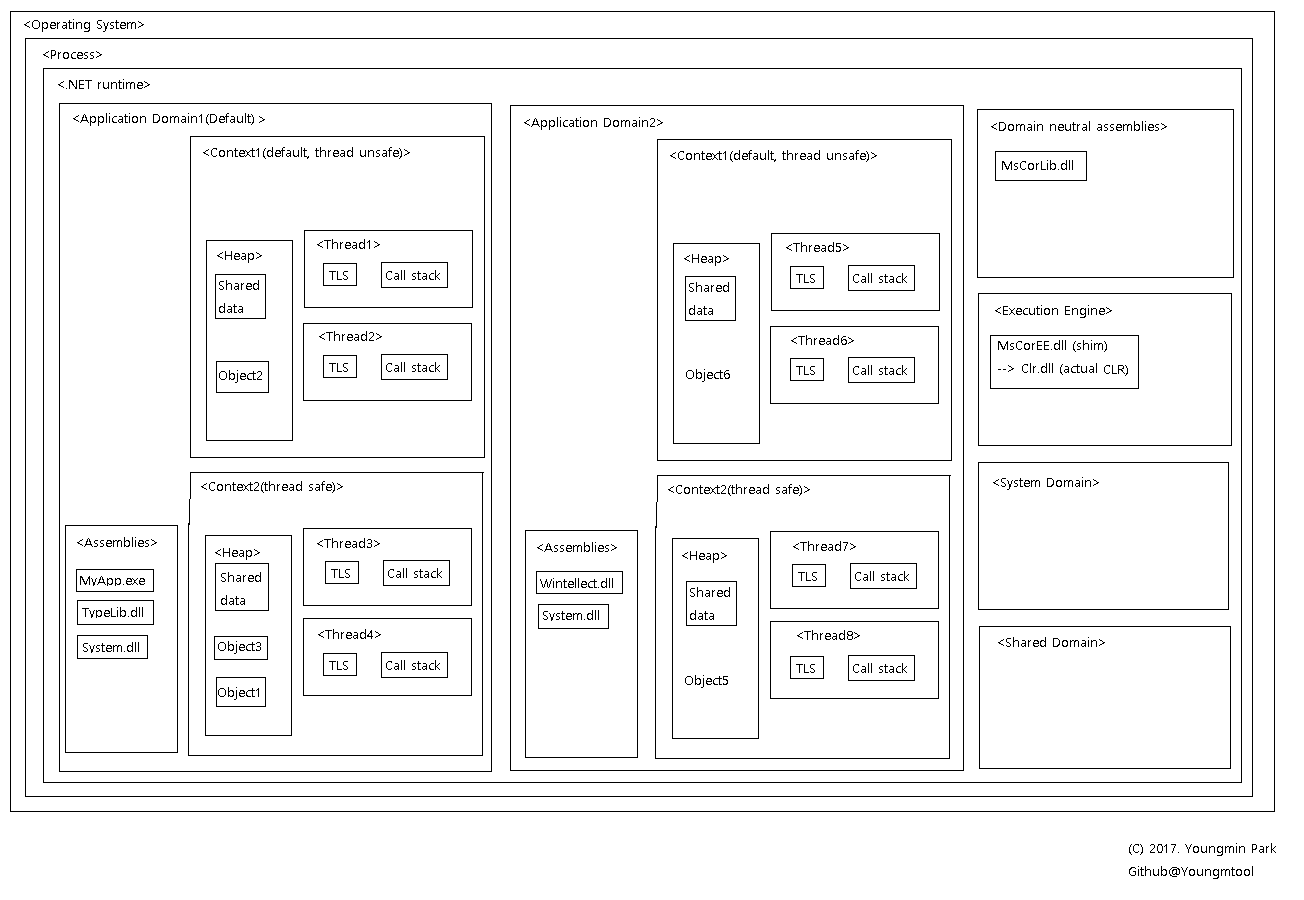 <Operating System>
<Process>
<.NET runtime>
<Application Domain1(Default) >
<Context1(default, thread unsafe)>
<Heap>
Shared
data
Object2
<Thread1>
TLS
Call stack
<Thread2>
TLS
Call stack
<Context2(thread safe)>
<Heap>
Shared
data
Object3
Object1
<Thread3>
TLS
Call stack
<Thread4>
TLS
Call stack
<Assemblies>
MyApp.exe
TypeLib.dll
System.dll
<Application Domain2>
<Context1(default, thread unsafe)>
<Heap>
Shared
data
Object6
<Thread5>
TLS
Call stack
<Thread6>
TLS
Call stack
<Context2(thread safe)>
<Heap>
Shared
data
Object5
<Thread7>
TLS
Call stack
<Thread8>
TLS
Call stack
<Assemblies>
Wintellect.dll
System.dll
<Domain neutral assemblies>
MsCorLib.dll
<Execution Engine>
MsCorEE.dll (shim)
--> Clr.dll (actual CLR)
<System Domain>
<Shared Domain>
(C) 2017. Youngmin Park
Github@Youngmtool